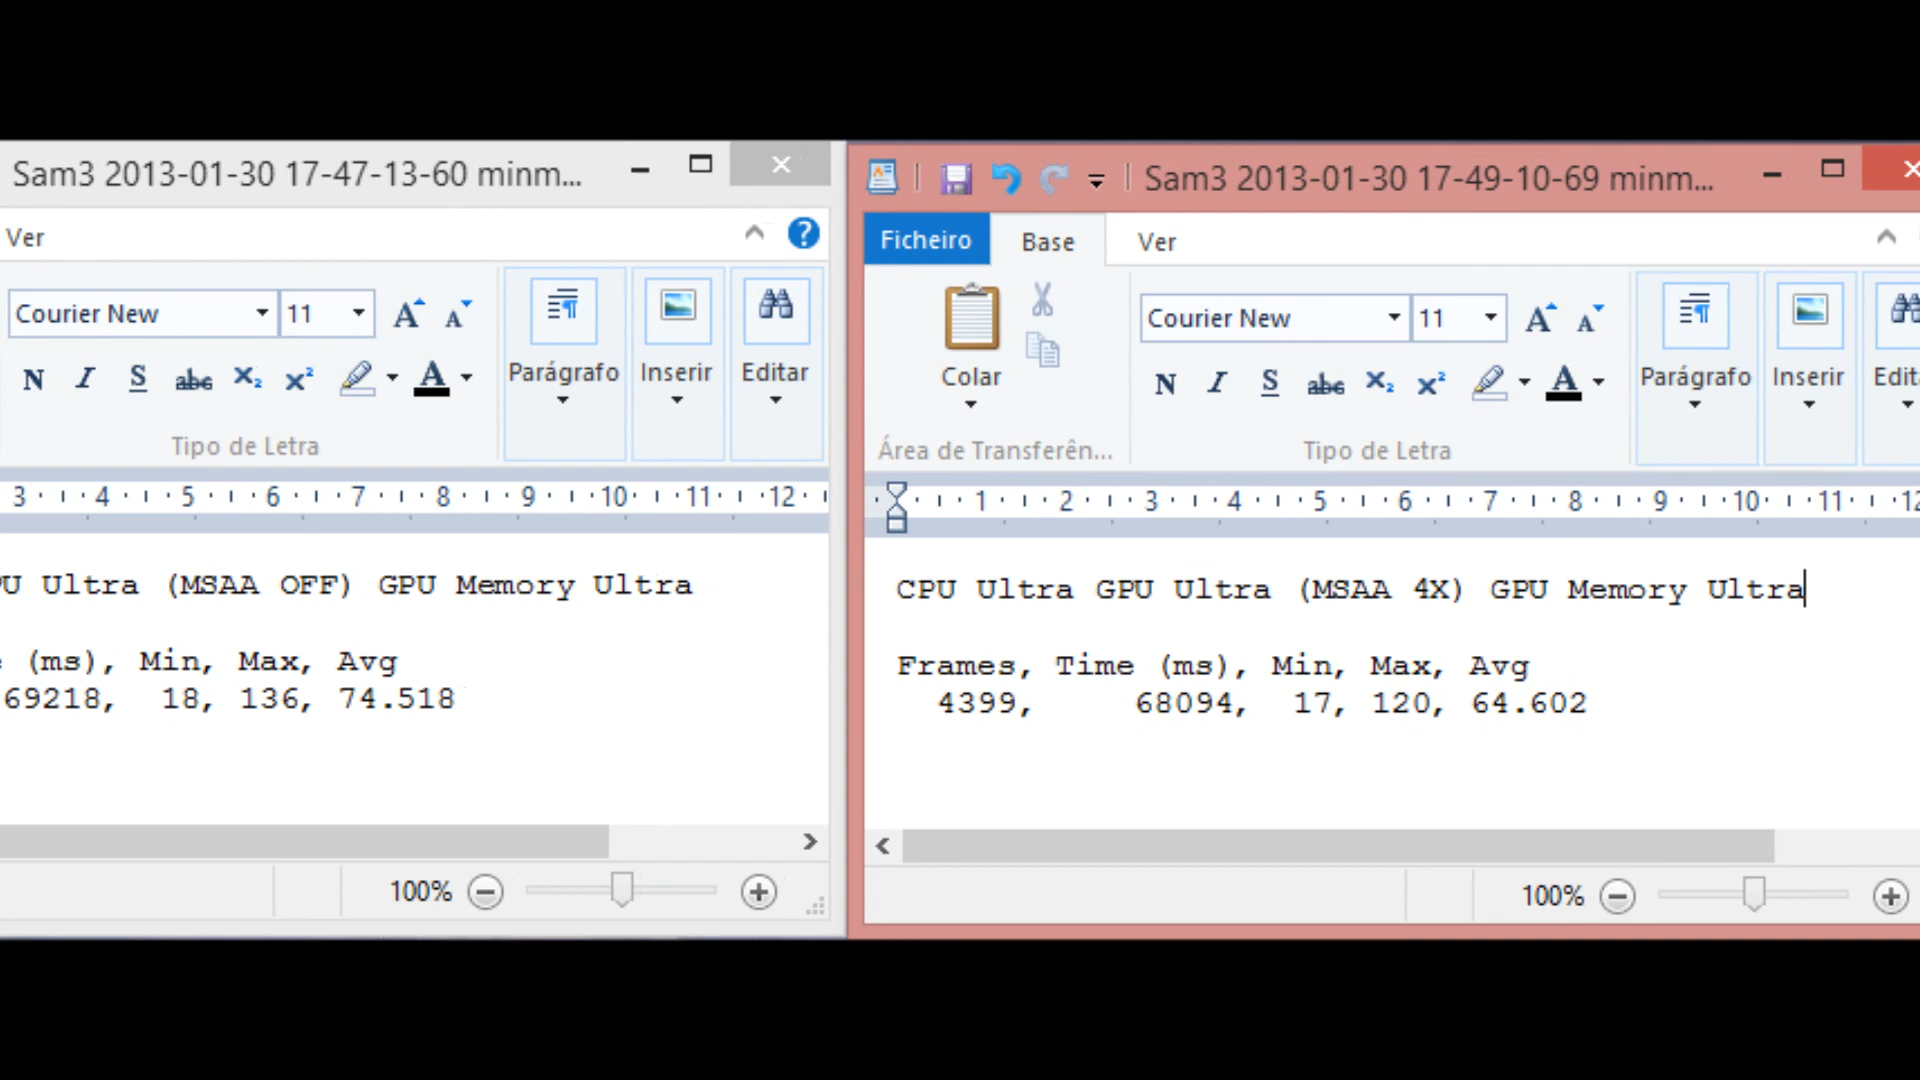 Sam3 2013-01-30 17-47-13-60 minm...
Ver
Courier New 11
N I S abc X₂ X² A
Parágrafo
Inserir
Editar
Tipo de Letra
3 4 5 6 7 8 9 10 11 12
Ultra (MSAA OFF) GPU Memory Ultra
(ms), Min, Max, Avg
69218, 18, 136, 74.518
100%
Sam3 2013-01-30 17-49-10-69 minm...
Ficheiro Base Ver
Colar
Courier New 11
N I S abc X₂ X² A
Parágrafo
Inserir
Área de Transferên...
Tipo de Letra
1 2 3 4 5 6 7 8 9 10 11 12
CPU Ultra GPU Ultra (MSAA 4X) GPU Memory Ultra
Frames, Time (ms), Min, Max, Avg
4399, 68094, 17, 120, 64.602
100%